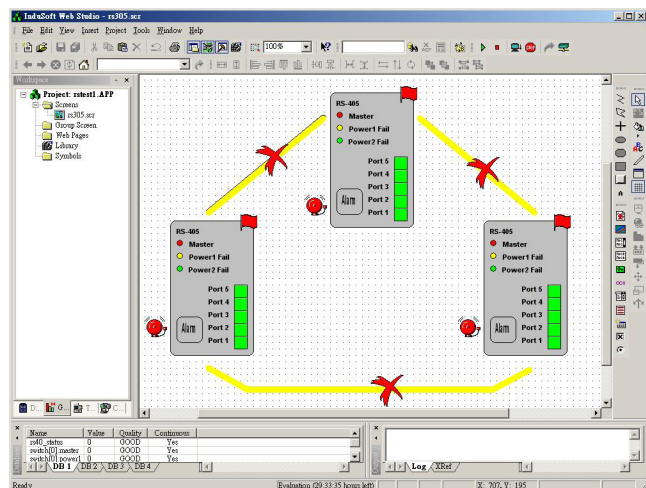 InduSoft Web Studio - rs305.scr
File Edit View Insert Project Tools Window Help
100%
Workspace
Project: rstest1.APP
Screens
rs305.scr
Group Screen
Web Pages
Library
Symbols
RS-405
Master
Power1 Fail
Power2 Fail
Port 5
Port 4
Port 3
Alarm Port 2
Port 1
RS-405
Master
Power1 Fail
Power2 Fail
Port 5
Port 4
Port 3
Alarm Port 2
Port 1
RS-405
Master
Power1 Fail
Power2 Fail
Port 5
Port 4
Port 3
Alarm Port 2
Port 1
D... G... T... C...
Name Value Quality Continuous
rs40_status 0 GOOD Yes
switch[0].master 0 GOOD Yes
switch[0].power1 0 GOOD Yes
DB 1 DB 2 DB 3 DB 4
Log XRef
Ready Evaluation (29:33:35 hours left) X: 707, Y: 195